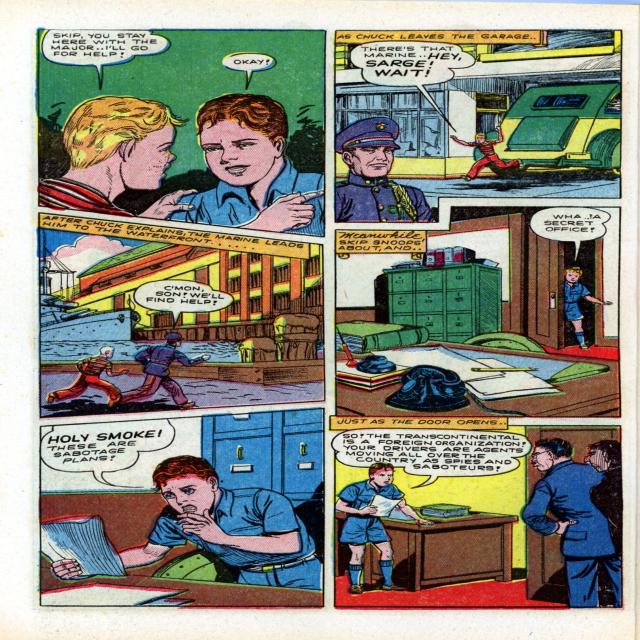 SKIP, YOU STAY
HERE WITH THE
MAJOR..I'LL GO
FOR HELP!
OKAY!
AS CHUCK LEAVES THE GARAGE..
THERE'S THAT
MARINE..HEY,
SARGE!
WAIT!
AFTER CHUCK EXPLAINS, THE MARINE LEADS
HIM TO THE WATERFRONT....
C'MON,
SON! WE'LL
FIND HELP!
Meanwhile
SKIP SNOOPS
ABOUT, AND..
WHA..!A
SECRET
OFFICE!
HOLY SMOKE!
THESE ARE
SABOTAGE
PLANS!
JUST AS THE DOOR OPENS..
SO! THE TRANSCONTINENTAL
IS A FOREIGN ORGANIZATION!
YOUR DRIVERS ARE AGENTS
MOVING ALL OVER THE
COUNTRY AS SPIES AND
SABOTEURS!